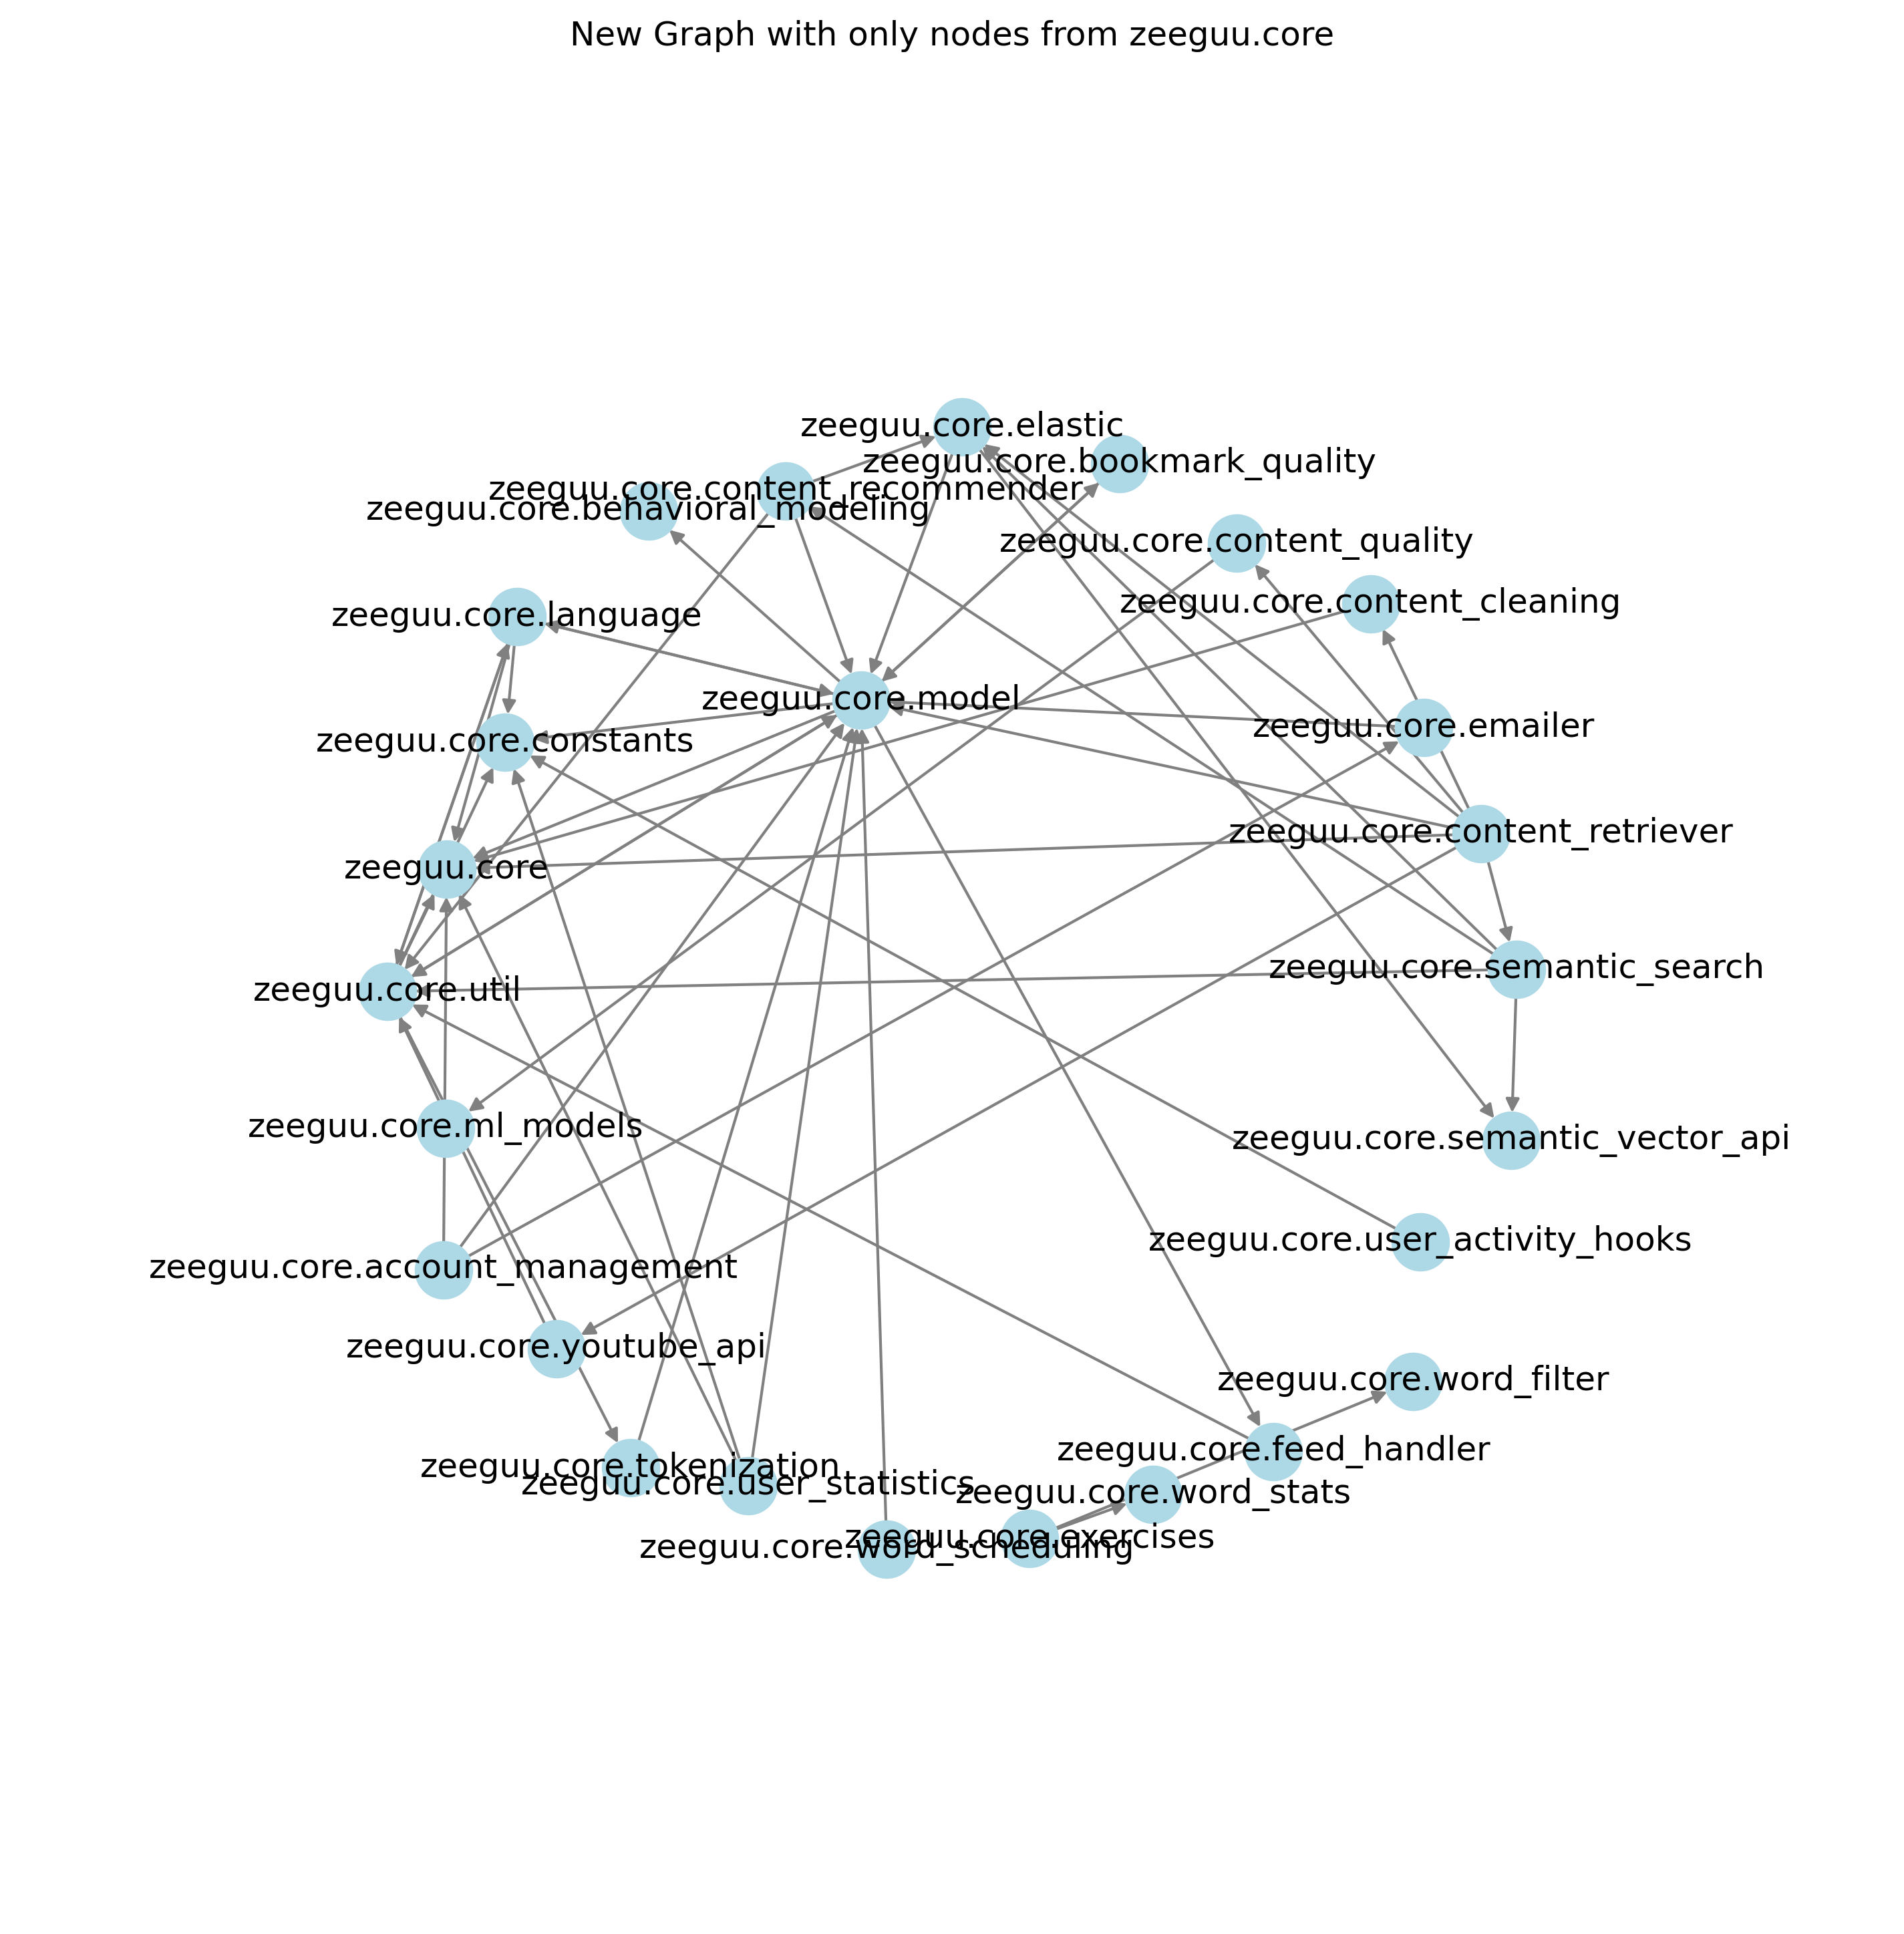 New Graph with only nodes from zeeguu.core
zeeguu.core.elastic
zeeguu.core.bookmark_quality
zeeguu.core.content_recommender
zeeguu.core.behavioral_modeling
zeeguu.core.content_quality
zeeguu.core.content_cleaning
zeeguu.core.language
zeeguu.core.model
zeeguu.core.emailer
zeeguu.core.constants
zeeguu.core.content_retriever
zeeguu.core
zeeguu.core.semantic_search
zeeguu.core.util
zeeguu.core.ml_models
zeeguu.core.semantic_vector_api
zeeguu.core.user_activity_hooks
zeeguu.core.account_management
zeeguu.core.youtube_api
zeeguu.core.word_filter
zeeguu.core.feed_handler
zeeguu.core.tokenization
zeeguu.core.user_statistics
zeeguu.core.word_stats
zeeguu.core.exercises
zeeguu.core.word_scheduling